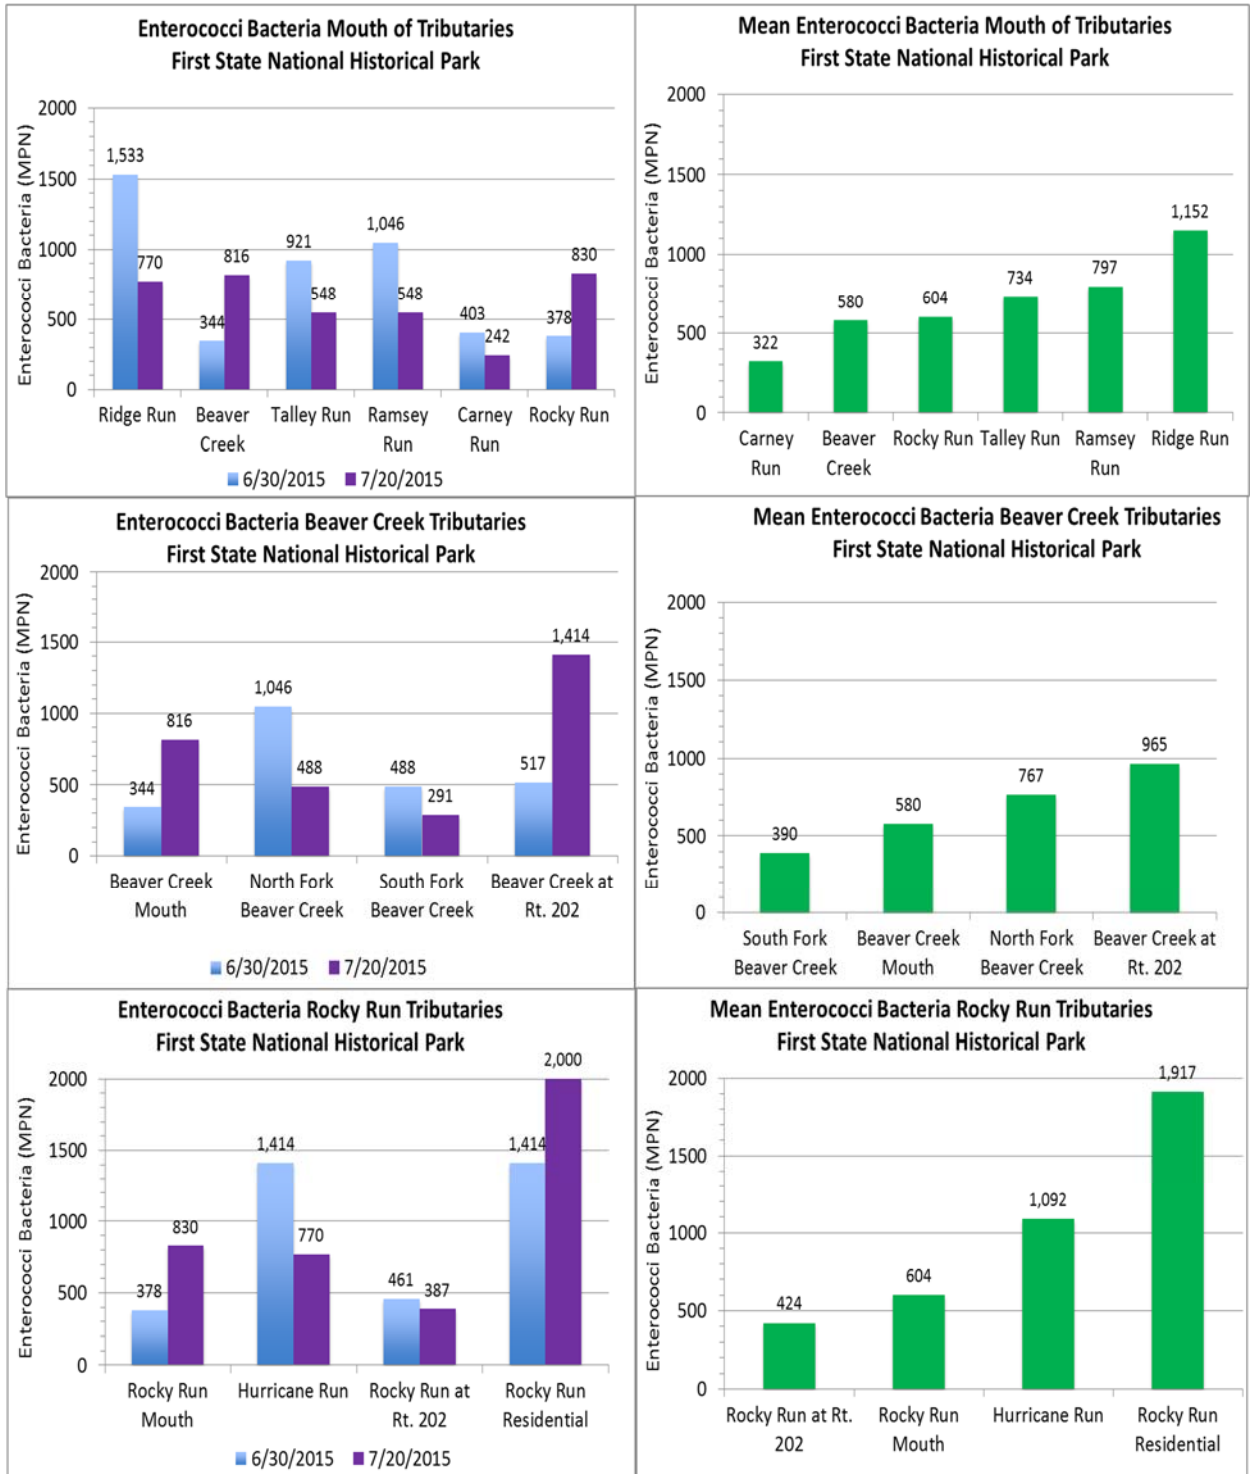 Enterococci Bacteria Mouth of Tributaries
First State National Historical Park
Enterococci Bacteria (MPN)
2000
1500
1000
500
0
1,533
770
344
816
921
548
1,046
548
403
242
378
830
Ridge Run
Beaver
Creek
Talley Run
Ramsey
Run
Carney
Run
Rocky Run
6/30/2015 7/20/2015
Mean Enterococci Bacteria Mouth of Tributaries
First State National Historical Park
Enterococci Bacteria (MPN)
2000
1500
1000
500
0
322
580
604
734
797
1,152
Carney
Run
Beaver
Creek
Rocky Run
Talley Run
Ramsey
Run
Ridge Run
Enterococci Bacteria Beaver Creek Tributaries
First State National Historical Park
Enterococci Bacteria (MPN)
2000
1500
1000
500
0
344
816
1,046
488
488
291
517
1,414
Beaver Creek
Mouth
North Fork
Beaver Creek
South Fork
Beaver Creek
Beaver Creek at
Rt. 202
6/30/2015 7/20/2015
Mean Enterococci Bacteria Beaver Creek Tributaries
First State National Historical Park
Enterococci Bacteria (MPN)
2000
1500
1000
500
0
390
580
767
965
South Fork
Beaver Creek
Beaver Creek
Mouth
North Fork
Beaver Creek
Beaver Creek at
Rt. 202
Enterococci Bacteria Rocky Run Tributaries
First State National Historical Park
Enterococci Bacteria (MPN)
2000
1500
1000
500
0
378
830
1,414
770
461
387
1,414
2,000
Rocky Run
Mouth
Hurricane Run
Rocky Run at
Rt. 202
Rocky Run
Residential
6/30/2015 7/20/2015
Mean Enterococci Bacteria Rocky Run Tributaries
First State National Historical Park
Enterococci Bacteria (MPN)
2000
1500
1000
500
0
424
604
1,092
1,917
Rocky Run at Rt.
202
Rocky Run
Mouth
Hurricane Run
Rocky Run
Residential